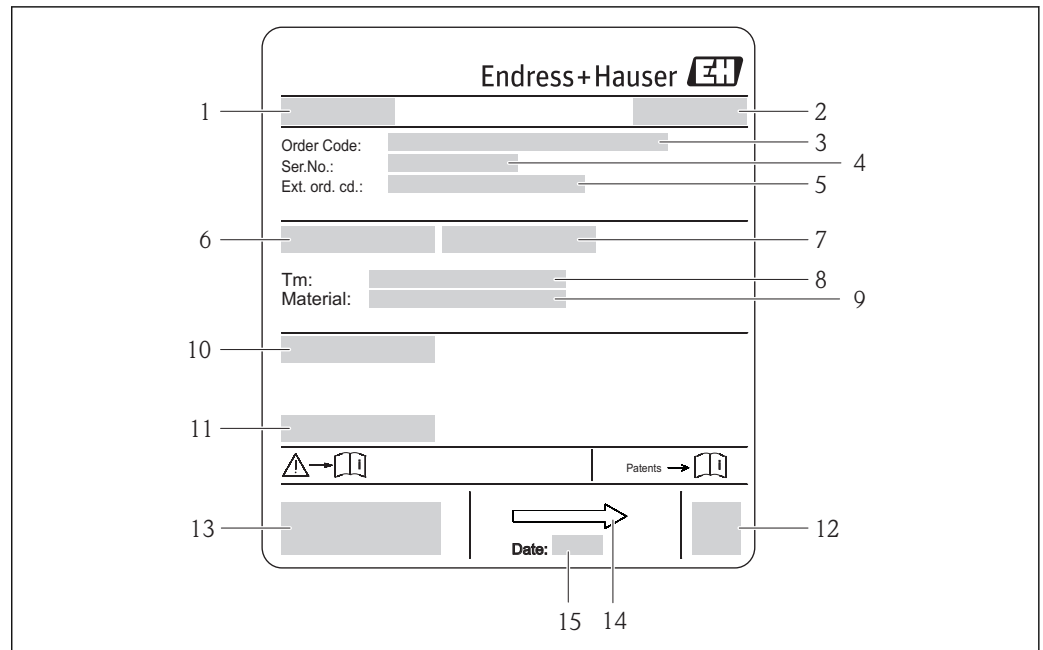 Endress+Hauser EH
1 2
Order Code: 3
Ser.No.: 4
Ext. ord. cd.: 5
6 7
Tm: 8
Material: 9
10
11
Patents
13 12
Date:
15 14